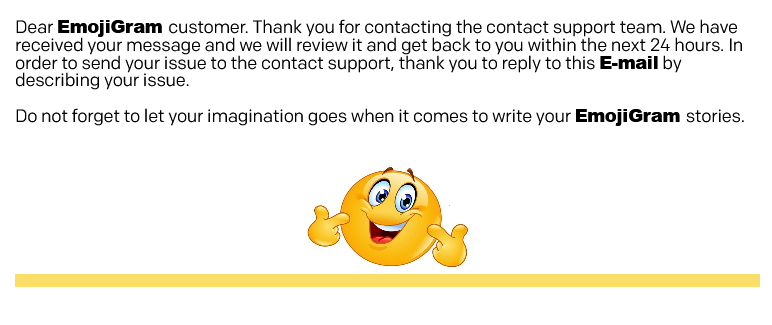 Dear EmojiGram customer. Thank you for contacting the contact support team. We have
received your message and we will review it and get back to you within the next 24 hours. In
order to send your issue to the contact support, thank you to reply to this E-mail by
describing your issue.
Do not forget to let your imagination goes when it comes to write your EmojiGram stories.